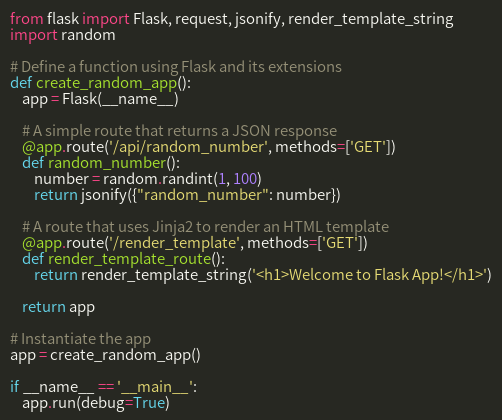 from flask import Flask, request, jsonify, render_template_string
import random

# Define a function using Flask and its extensions
def create_random_app():
    app = Flask(__name__)

    # A simple route that returns a JSON response
    @app.route('/api/random_number', methods=['GET'])
    def random_number():
        number = random.randint(1, 100)
        return jsonify({"random_number": number})

    # A route that uses Jinja2 to render an HTML template
    @app.route('/render_template', methods=['GET'])
    def render_template_route():
        return render_template_string('<h1>Welcome to Flask App!</h1>')

    return app

# Instantiate the app
app = create_random_app()

if __name__ == '__main__':
    app.run(debug=True)